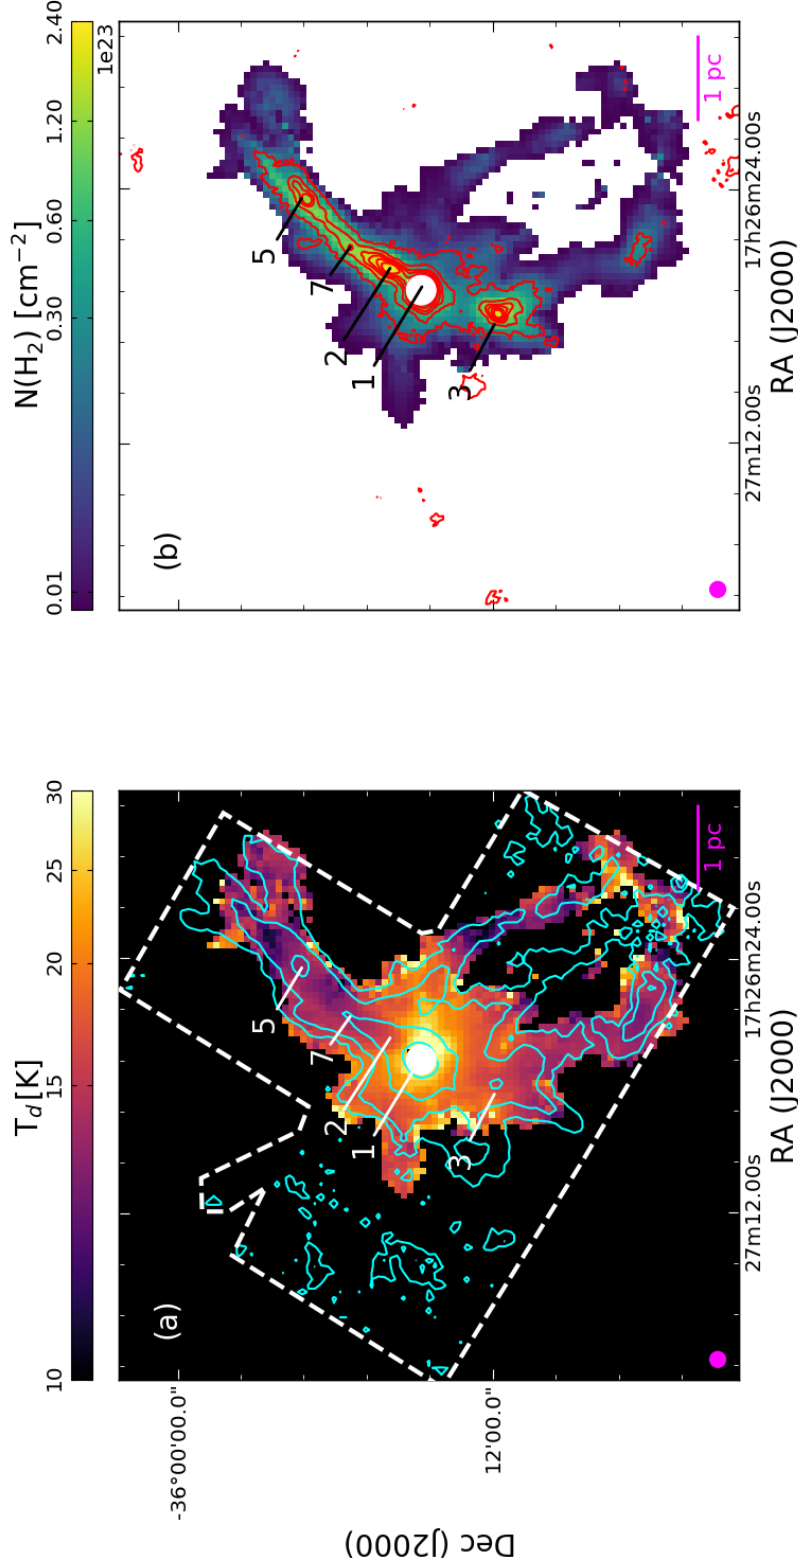 T_d [K]
10 15 20 25 30
(a)
5
7
2
1
3
1 pc
-36°00'00.0"
12'00.0"
Dec (J2000)
27m12.00s 17h26m24.00s
RA (J2000)
N(H₂) [cm⁻²]
0.01 0.30 0.60 1.20 2.40
1e23
(b)
5
7
2
1
3
1 pc
27m12.00s 17h26m24.00s
RA (J2000)